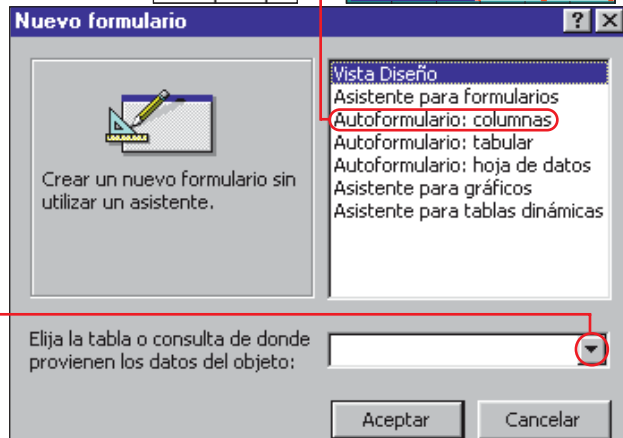 Nuevo formulario
Vista Diseño
Asistente para formularios
Autoformulario: columnas
Autoformulario: tabular
Autoformulario: hoja de datos
Asistente para gráficos
Asistente para tablas dinámicas
Crear un nuevo formulario sin
utilizar un asistente.
Elija la tabla o consulta de donde
provienen los datos del objeto:
Aceptar
Cancelar